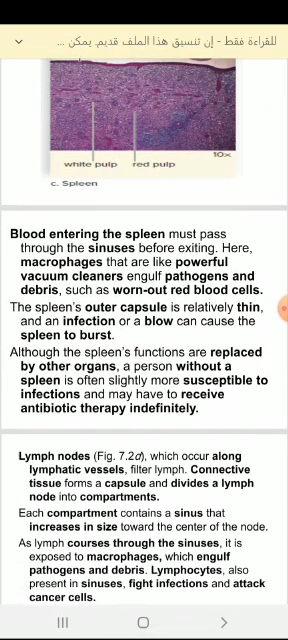 للقراءة فقط - إن تنسيق هذا الملف قديم. يمكن ...
10x
white pulp red pulp
c. Spleen
Blood entering the spleen must pass
through the sinuses before exiting. Here,
macrophages that are like powerful
vacuum cleaners engulf pathogens and
debris, such as worn-out red blood cells.
The spleen's outer capsule is relatively thin,
and an infection or a blow can cause the
spleen to burst.
Although the spleen's functions are replaced
by other organs, a person without a
spleen is often slightly more susceptible to
infections and may have to receive
antibiotic therapy indefinitely.
Lymph nodes (Fig. 7.2d), which occur along
lymphatic vessels, filter lymph. Connective
tissue forms a capsule and divides a lymph
node into compartments.
Each compartment contains a sinus that
increases in size toward the center of the node.
As lymph courses through the sinuses, it is
exposed to macrophages, which engulf
pathogens and debris. Lymphocytes, also
present in sinuses, fight infections and attack
cancer cells.